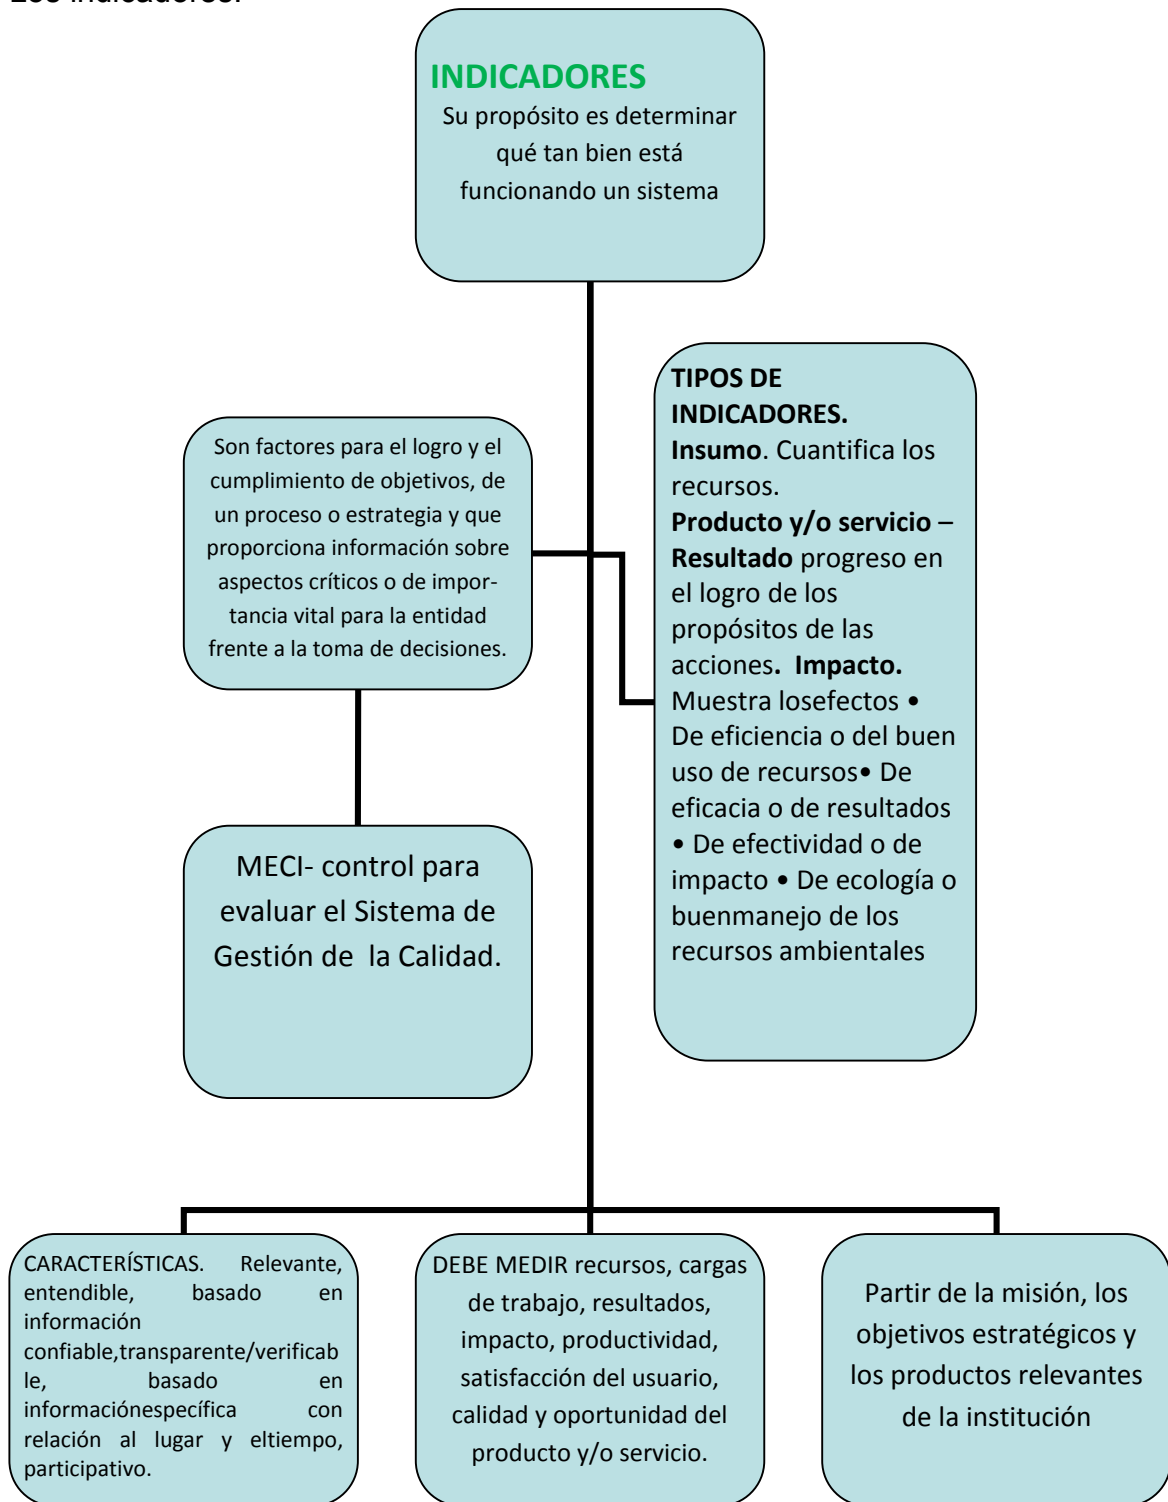 Los indicadores.
INDICADORES
Su propósito es determinar
qué tan bien está
funcionando un sistema
Son factores para el logro y el
cumplimiento de objetivos, de
un proceso o estrategia y que
proporciona información sobre
aspectos críticos o de impor-
tancia vital para la entidad
frente a la toma de decisiones.
TIPOS DE
INDICADORES.
Insumo. Cuantifica los
recursos.
Producto y/o servicio –
Resultado progreso en
el logro de los
propósitos de las
acciones. Impacto.
Muestra losefectos •
De eficiencia o del buen
uso de recursos• De
eficacia o de resultados
• De efectividad o de
impacto • De ecología o
buenmanejo de los
recursos ambientales
MECI- control para
evaluar el Sistema de
Gestión de la Calidad.
CARACTERÍSTICAS. Relevante,
entendible, basado en
información
confiable,transparente/verificab
le, basado en
informaciónespecífica con
relación al lugar y eltiempo,
participativo.
DEBE MEDIR recursos, cargas
de trabajo, resultados,
impacto, productividad,
satisfacción del usuario,
calidad y oportunidad del
producto y/o servicio.
Partir de la misión, los
objetivos estratégicos y
los productos relevantes
de la institución